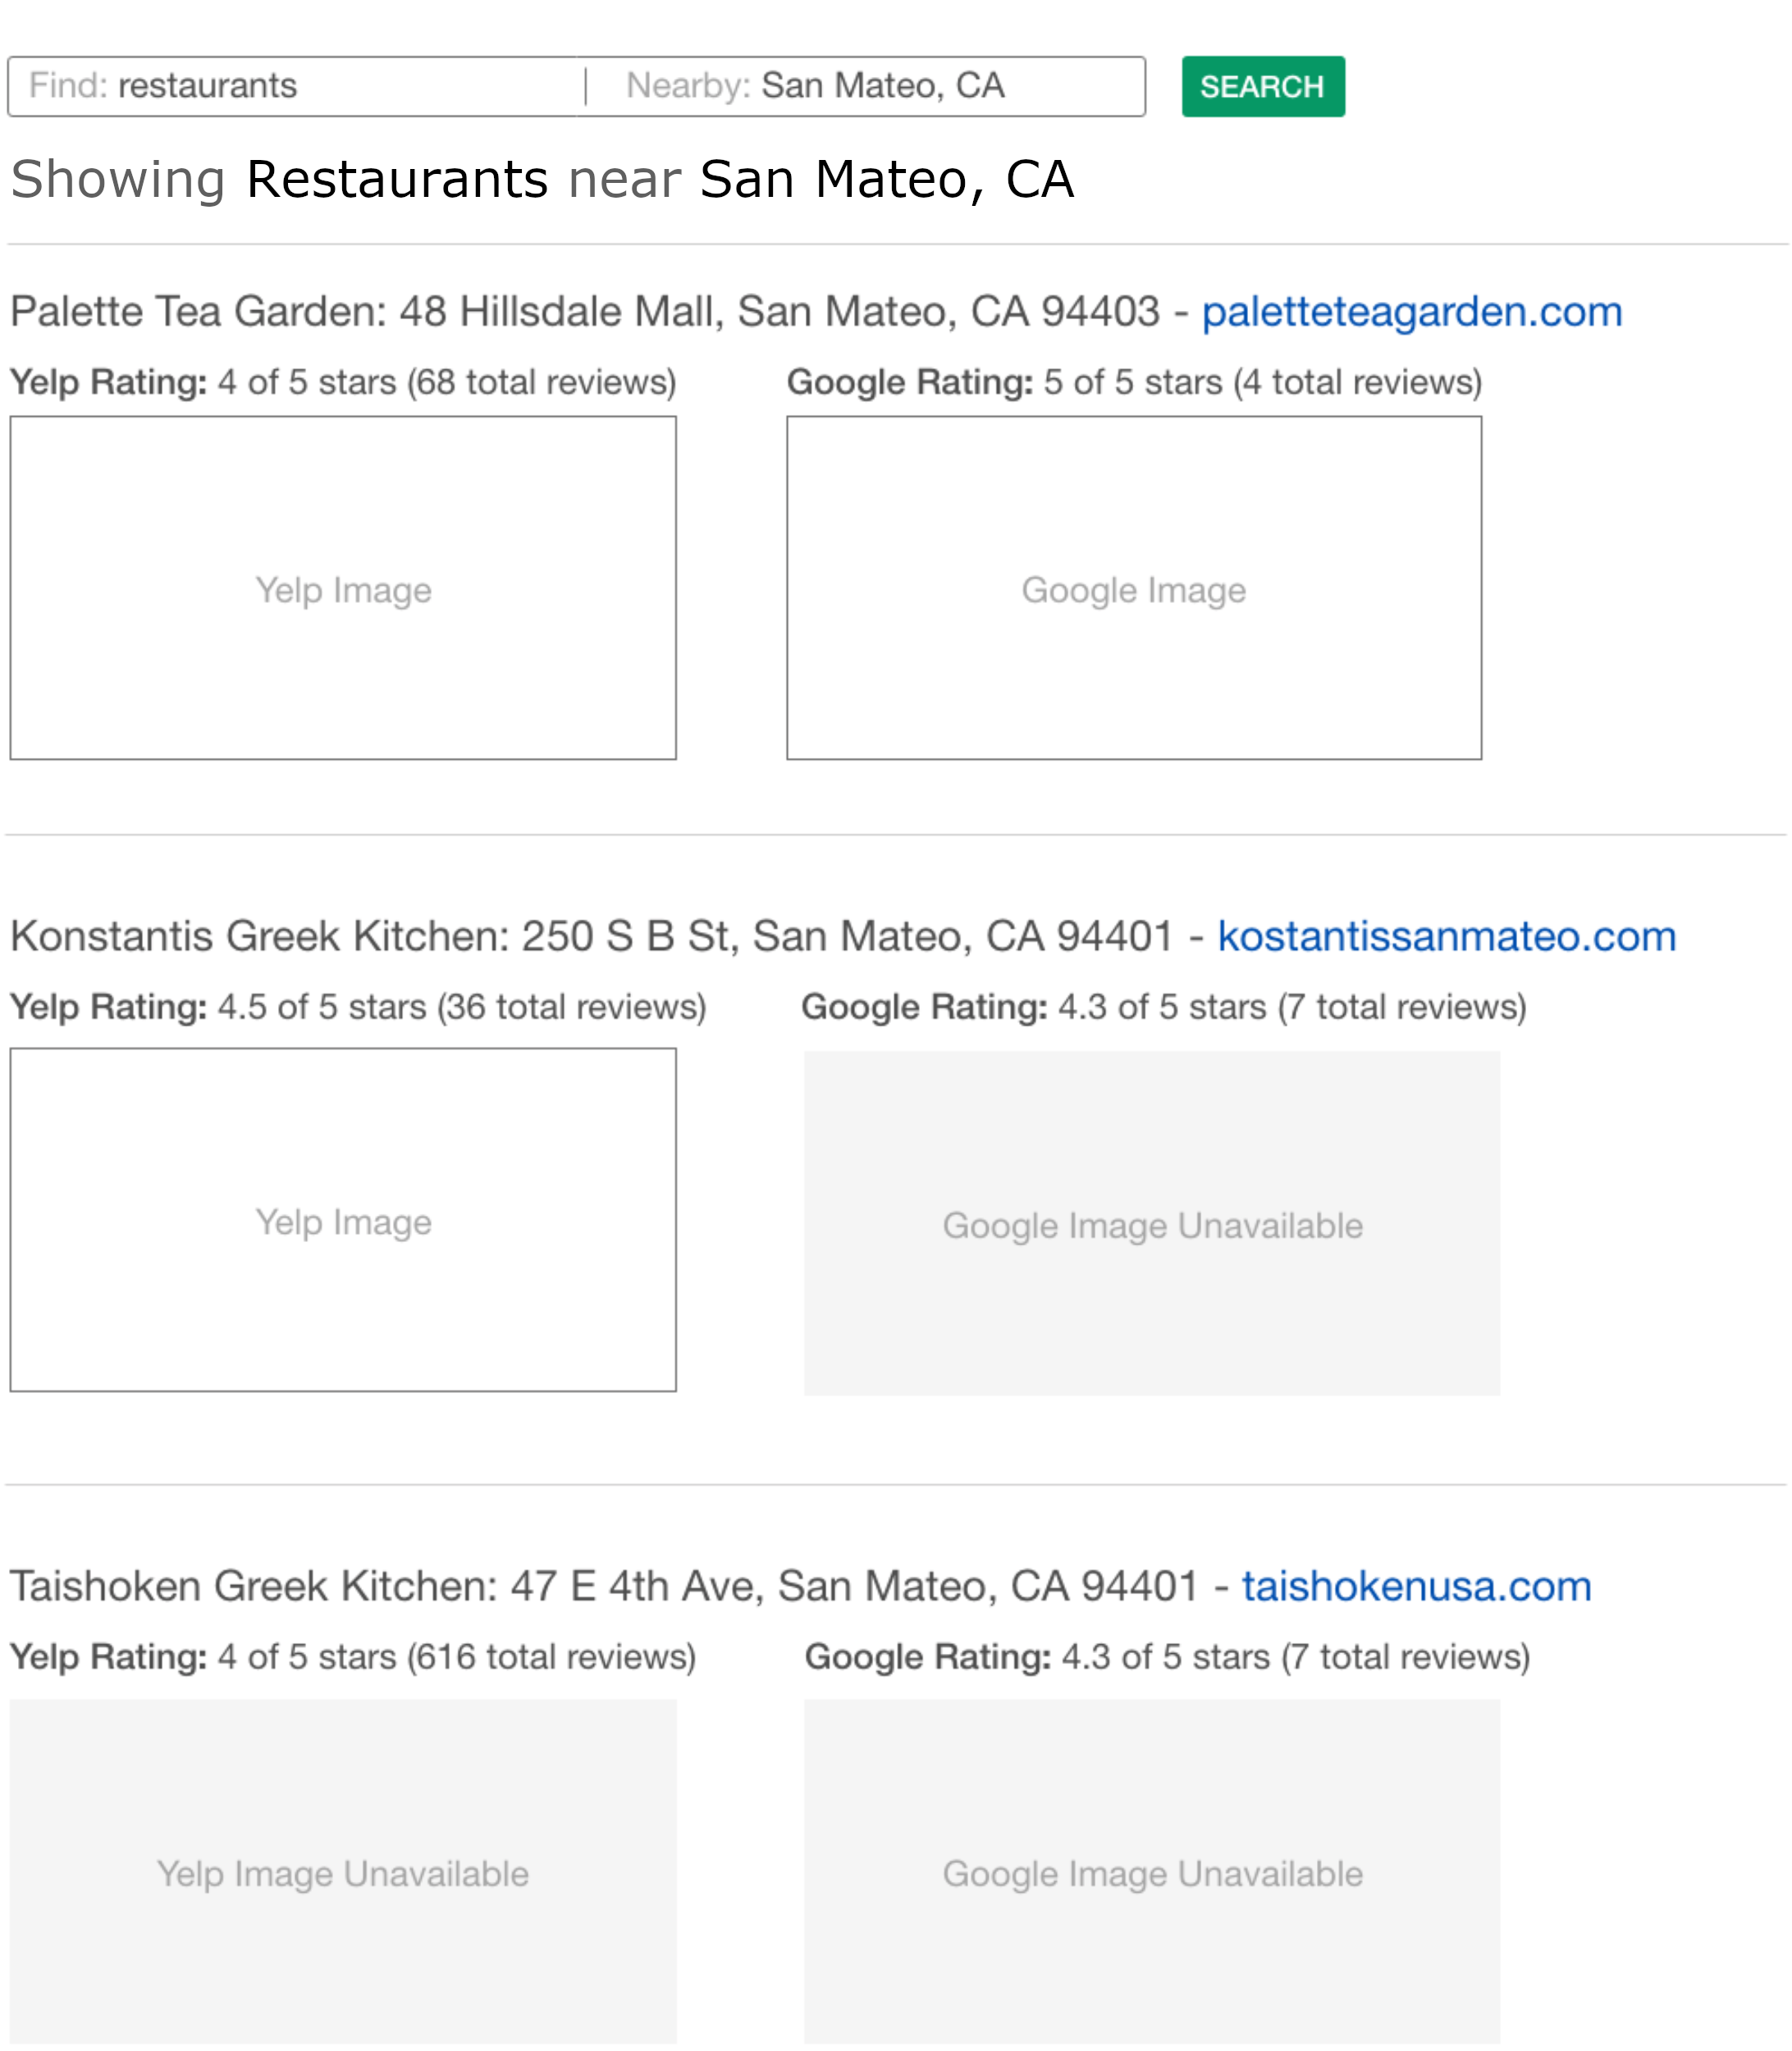 Find: restaurants Nearby: San Mateo, CA SEARCH
Showing Restaurants near San Mateo, CA
Palette Tea Garden: 48 Hillsdale Mall, San Mateo, CA 94403 - paletteteagarden.com
Yelp Rating: 4 of 5 stars (68 total reviews) Google Rating: 5 of 5 stars (4 total reviews)
Yelp Image Google Image
Konstantis Greek Kitchen: 250 S B St, San Mateo, CA 94401 - kostantissanmateo.com
Yelp Rating: 4.5 of 5 stars (36 total reviews) Google Rating: 4.3 of 5 stars (7 total reviews)
Yelp Image Google Image Unavailable
Taishoken Greek Kitchen: 47 E 4th Ave, San Mateo, CA 94401 - taishokenusa.com
Yelp Rating: 4 of 5 stars (616 total reviews) Google Rating: 4.3 of 5 stars (7 total reviews)
Yelp Image Unavailable Google Image Unavailable